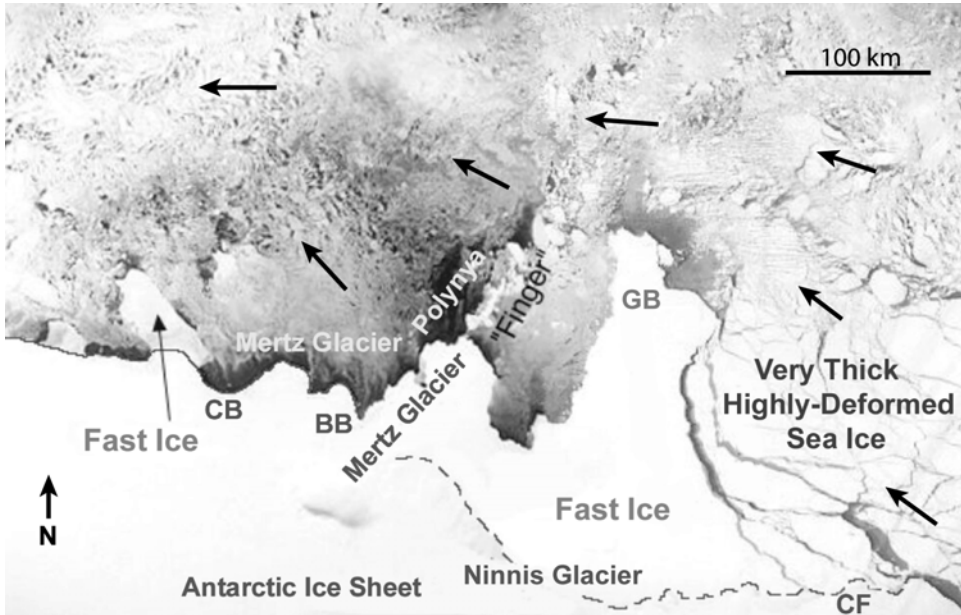 100 km
Polynya
"Finger"
GB
Mertz Glacier
Mertz Glacier
Very Thick
Highly-Deformed
Sea Ice
CB
BB
Fast Ice
Fast Ice
N
Antarctic Ice Sheet
Ninnis Glacier
CF